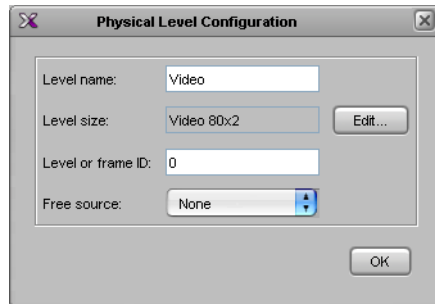 Physical Level Configuration
Level name: Video
Level size: Video 80x2 Edit...
Level or frame ID: 0
Free source: None
OK